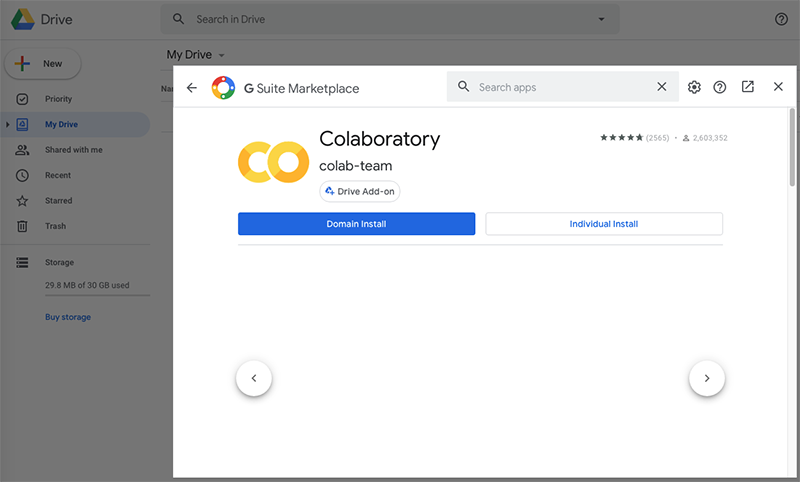 Drive
Search in Drive
New
My Drive
Na
Priority
My Drive
Shared with me
Recent
Starred
Trash
Storage
29.8 MB of 30 GB used
Buy storage
G Suite Marketplace
Search apps
Colaboratory
(2565)
2,603,352
colab-team
Drive Add-on
Domain Install
Individual Install